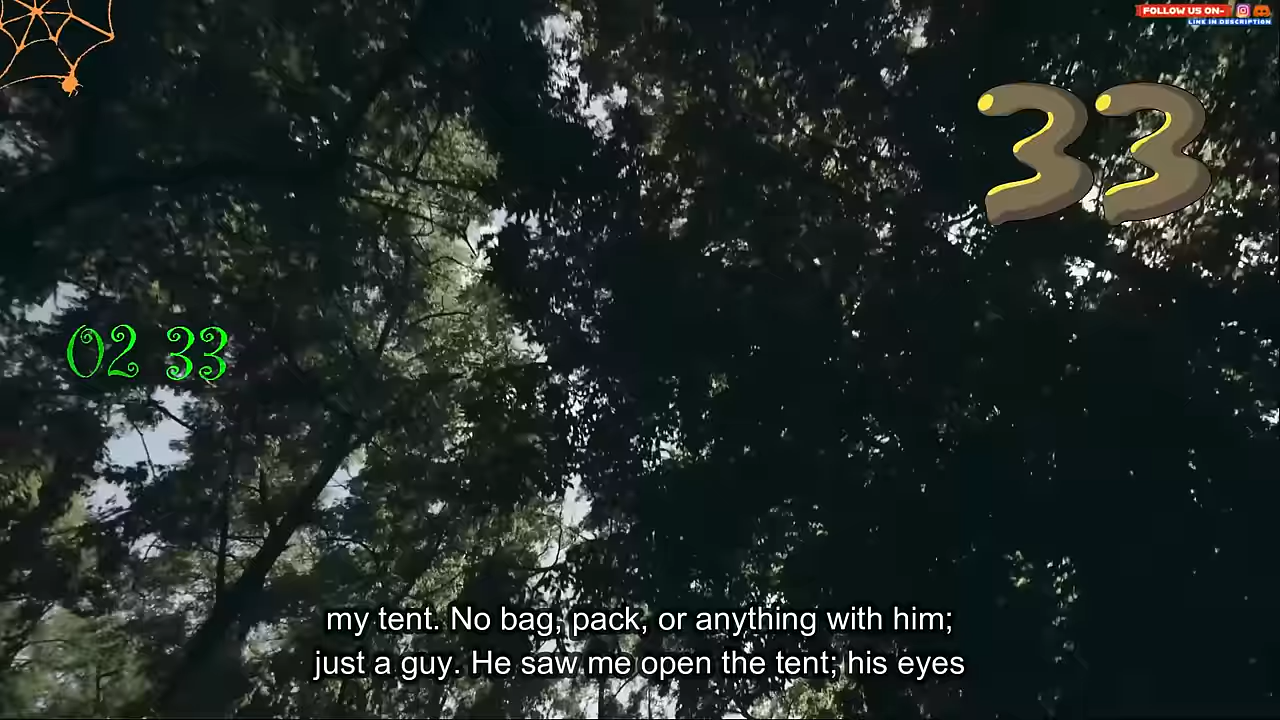 FOLLOW US ON-
LINK IN DESCRIPTION
33
02 33
my tent. No bag, pack, or anything with him;
just a guy. He saw me open the tent; his eyes